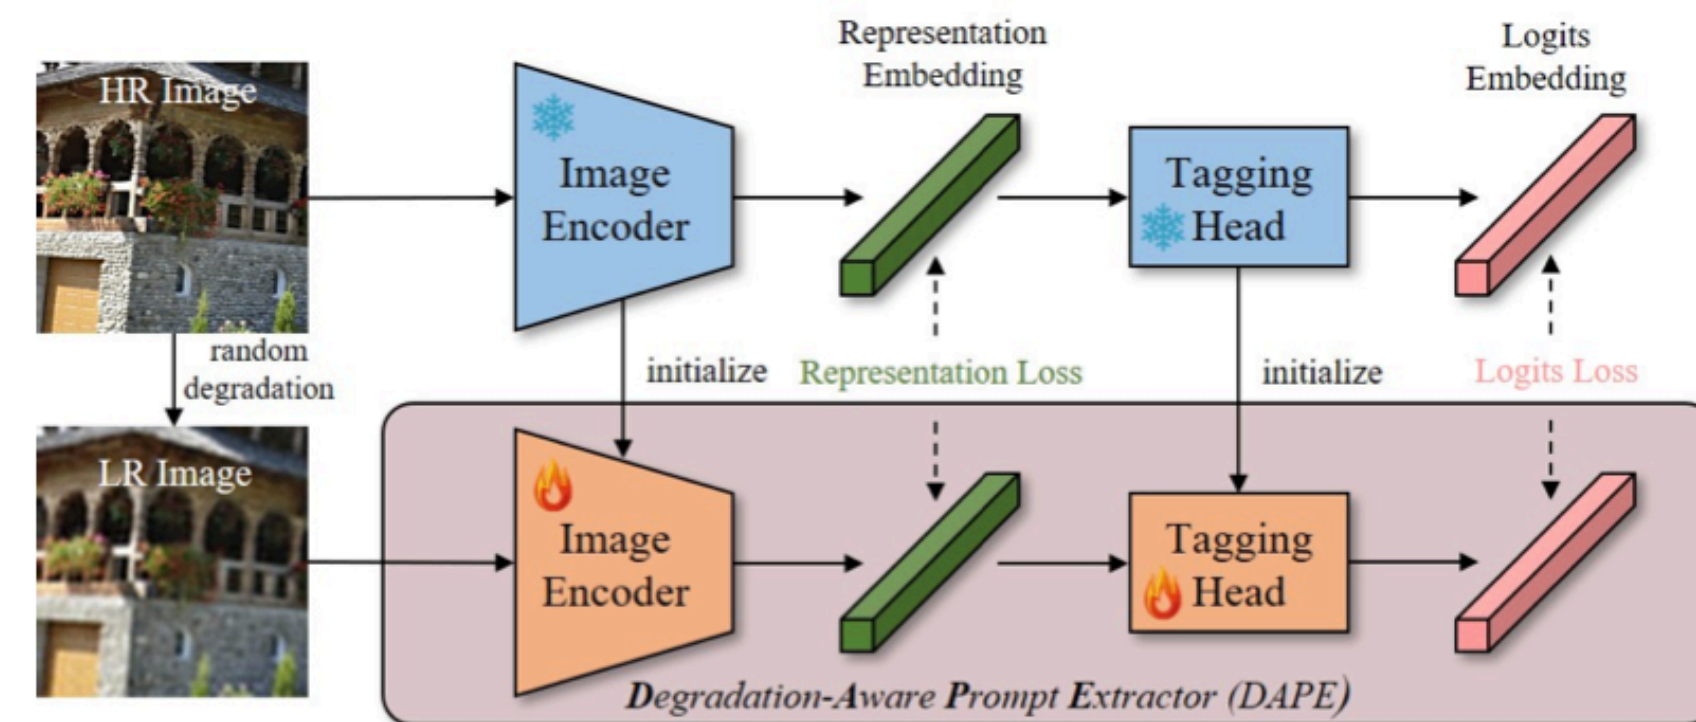 Representation
Embedding
Logits
Embedding
HR Image
Image
Encoder
Tagging
Head
random
degradation
initialize
Representation Loss
initialize
Logits Loss
LR Image
Image
Encoder
Tagging
Head
Degradation-Aware Prompt Extractor (DAPE)